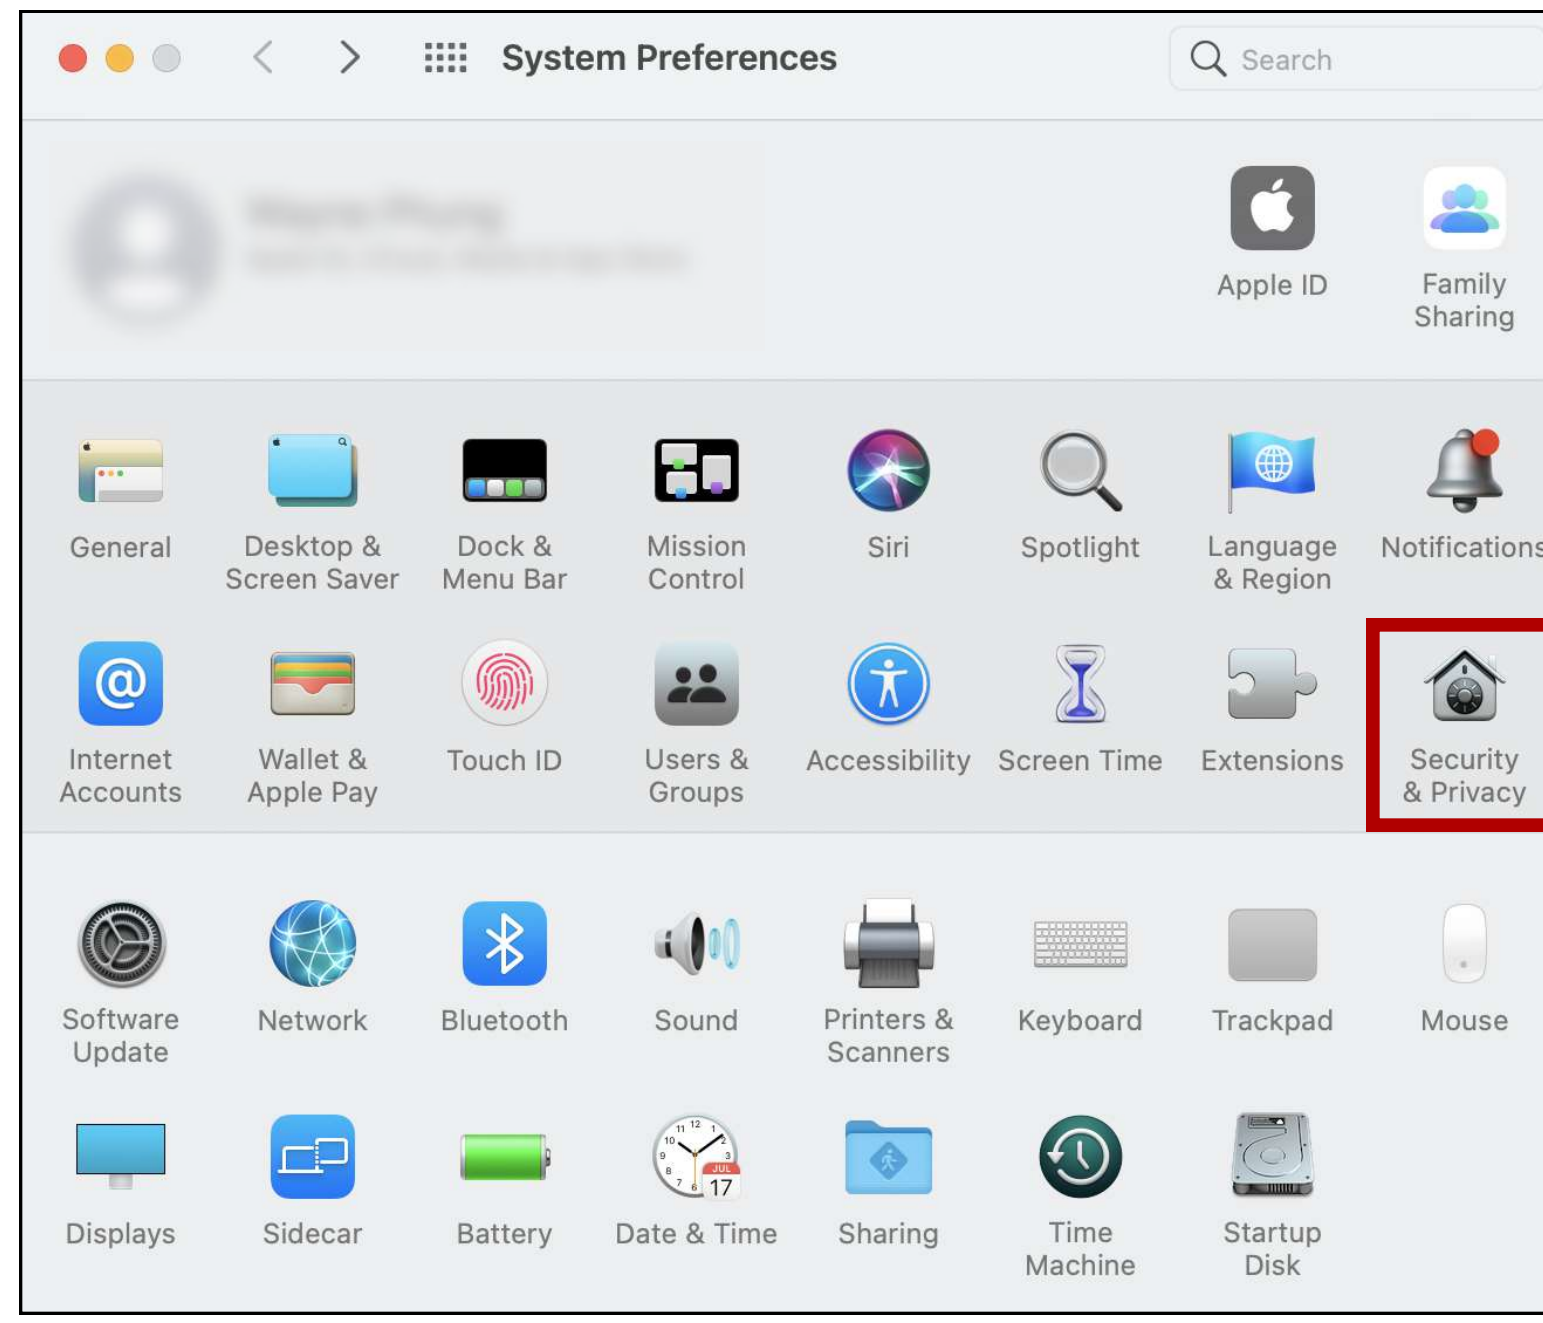 System Preferences
Search
Apple ID
Family
Sharing
General
Desktop &
Screen Saver
Dock &
Menu Bar
Mission
Control
Siri
Spotlight
Language
& Region
Notifications
Internet
Accounts
Wallet &
Apple Pay
Touch ID
Users &
Groups
Accessibility
Screen Time
Extensions
Security
& Privacy
Software
Update
Network
Bluetooth
Sound
Printers &
Scanners
Keyboard
Trackpad
Mouse
Displays
Sidecar
Battery
JUL
17
Date & Time
Sharing
Time
Machine
Startup
Disk